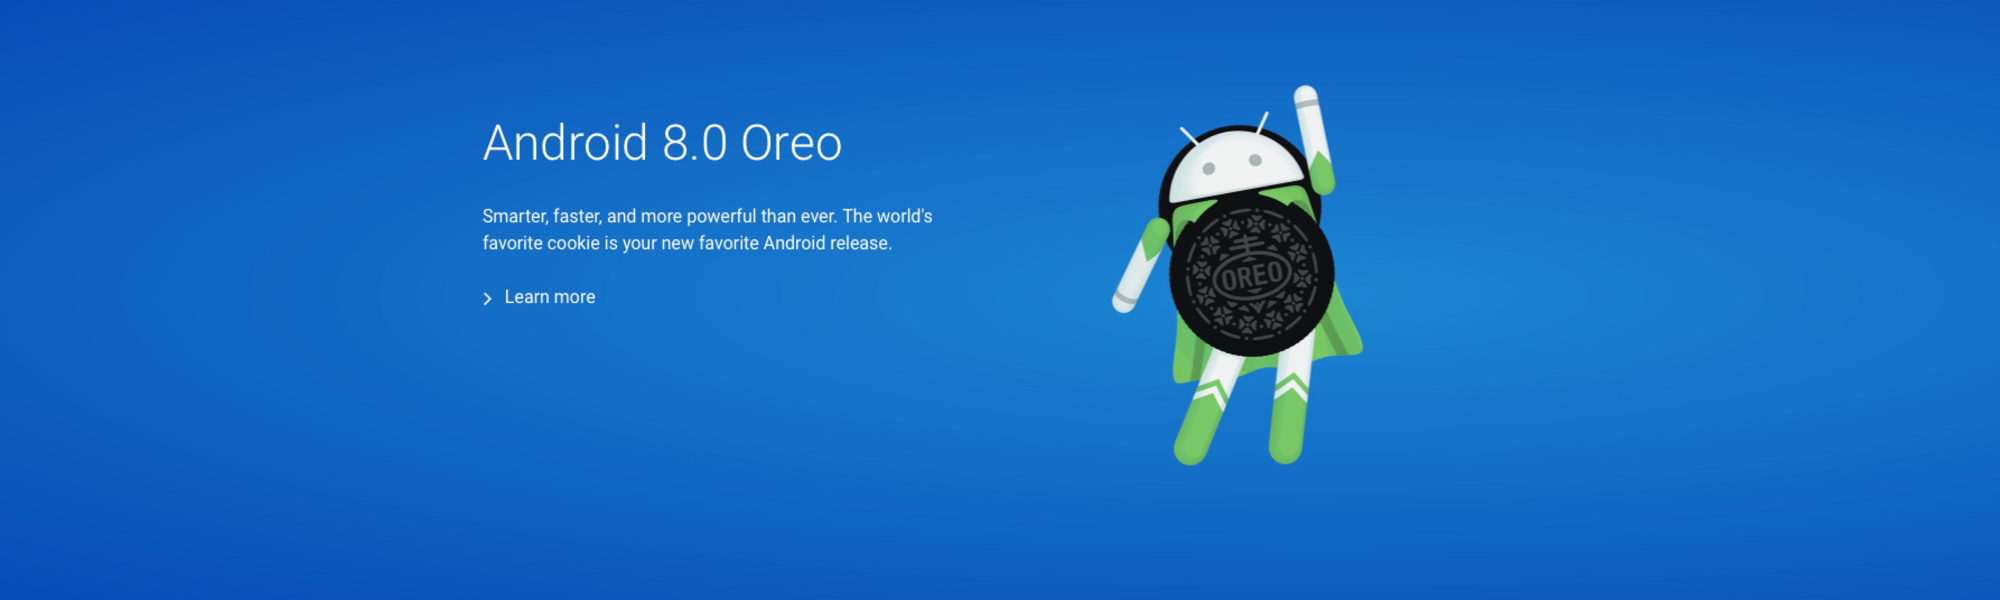 Android 8.0 Oreo
Smarter, faster, and more powerful than ever. The world's
favorite cookie is your new favorite Android release.
Learn more
OREO